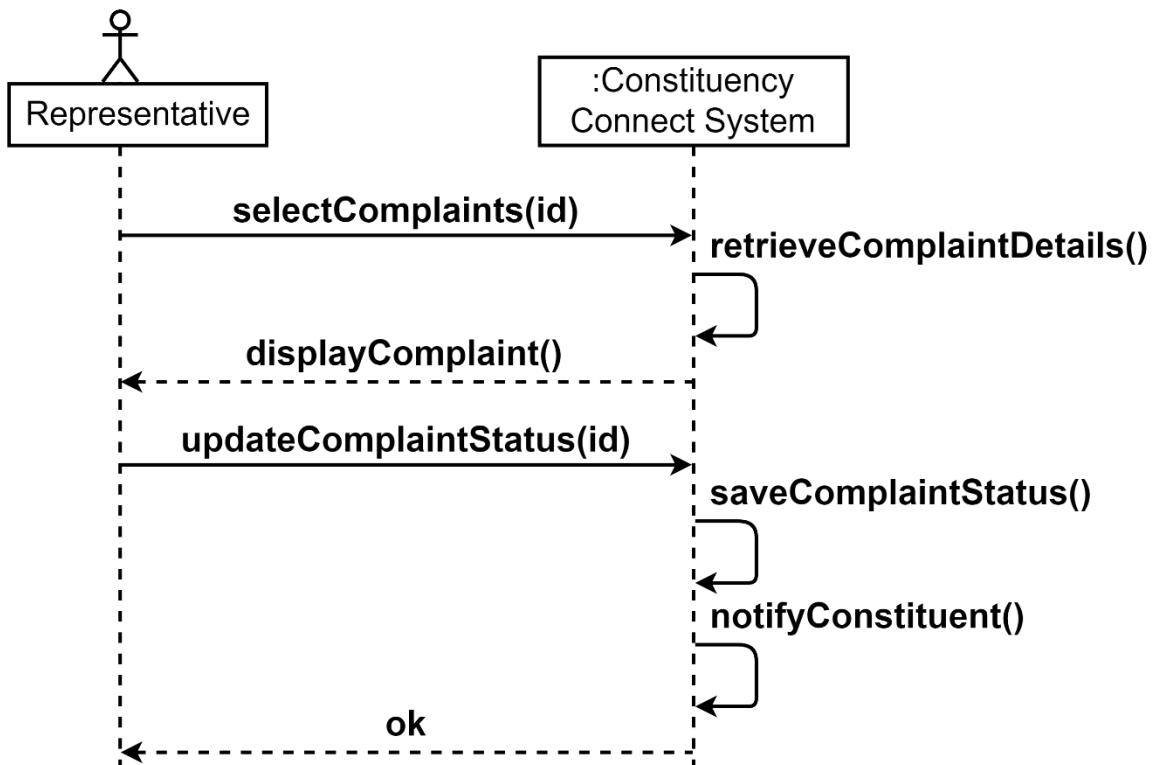 Representative
:Constituency
Connect System
selectComplaints(id)
retrieveComplaintDetails()
displayComplaint()
updateComplaintStatus(id)
saveComplaintStatus()
notifyConstituent()
ok